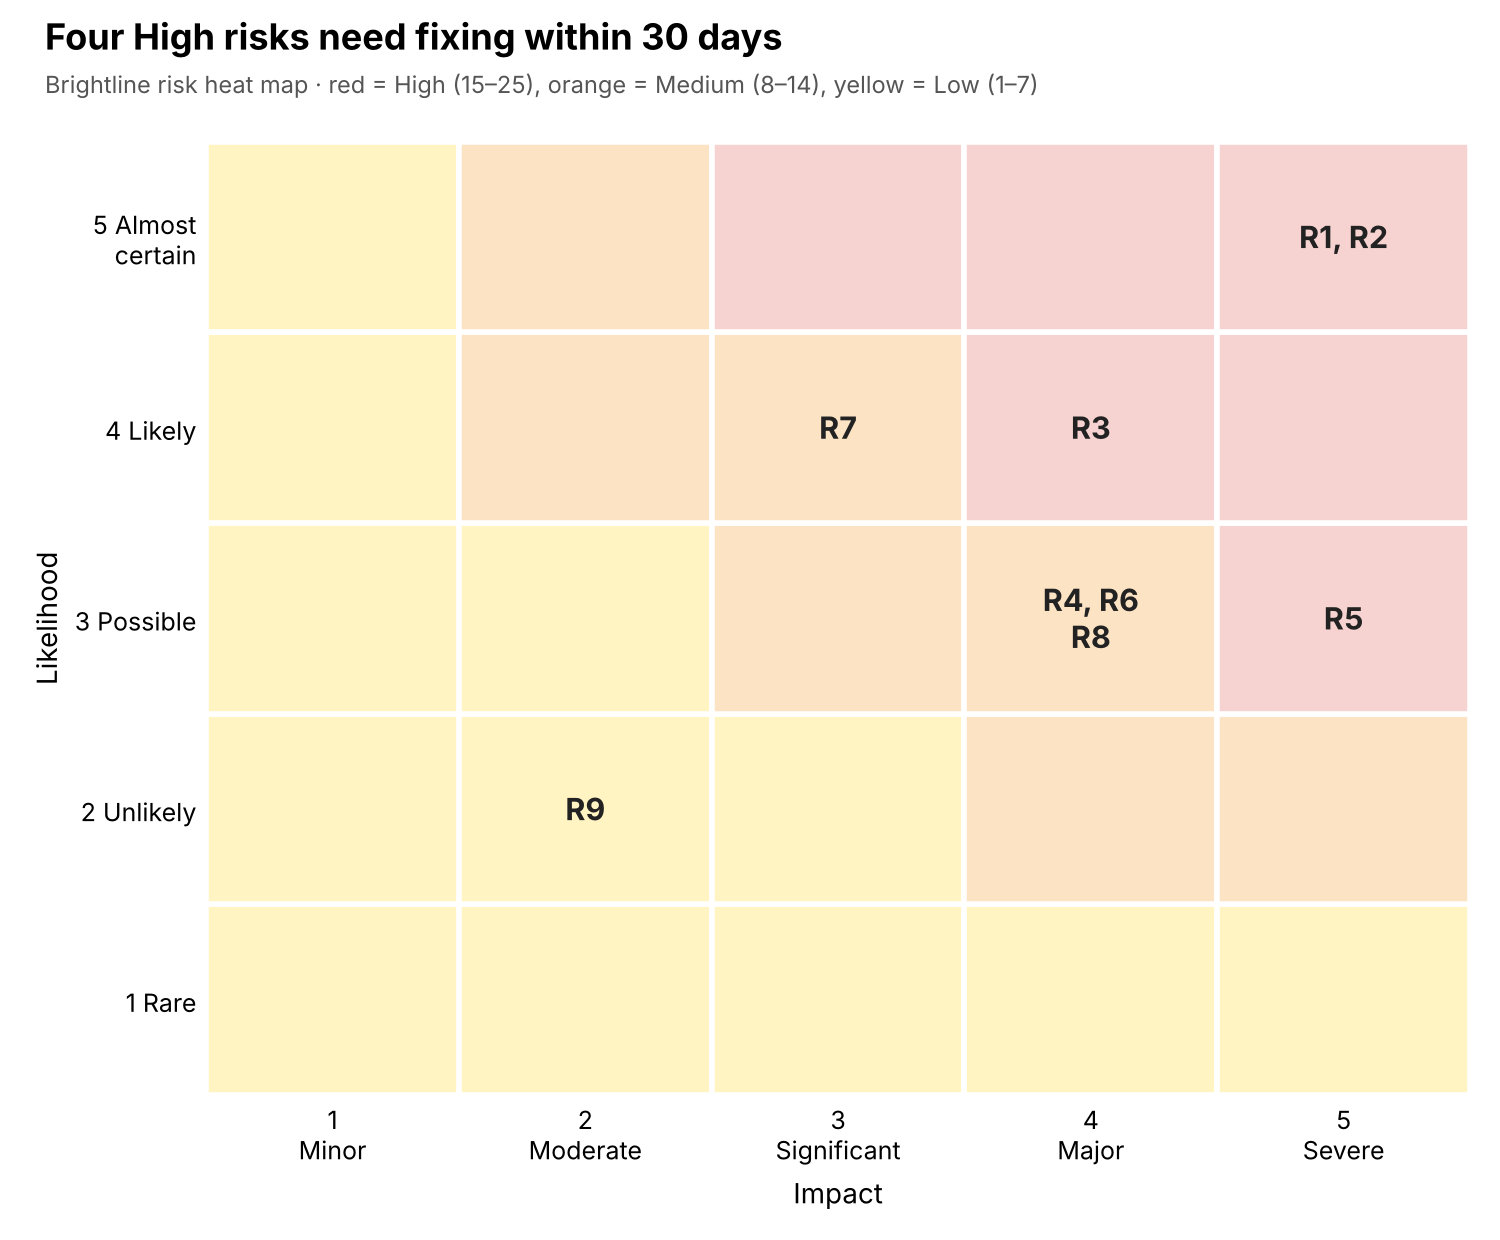 Four High risks need fixing within 30 days
Brightline risk heat map · red = High (15–25), orange = Medium (8–14), yellow = Low (1–7)
5 Almost
certain
R1, R2
4 Likely
R7
R3
Likelihood
3 Possible
R4, R6
R8
R5
2 Unlikely
R9
1 Rare
1
Minor
2
Moderate
3
Significant
4
Major
5
Severe
Impact